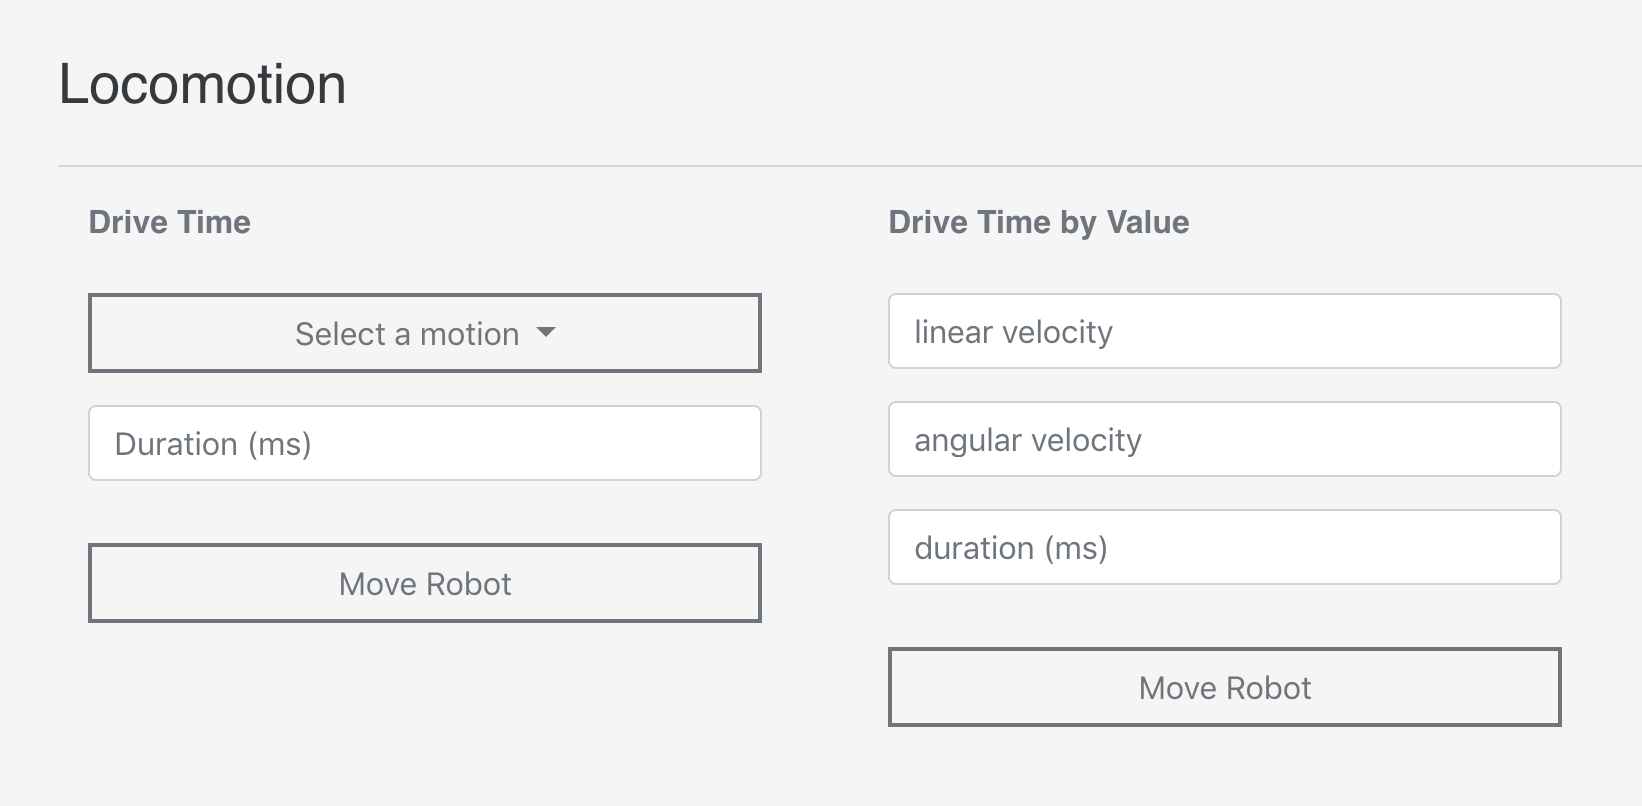 Locomotion
Drive Time
Select a motion
Duration (ms)
Move Robot
Drive Time by Value
linear velocity
angular velocity
duration (ms)
Move Robot